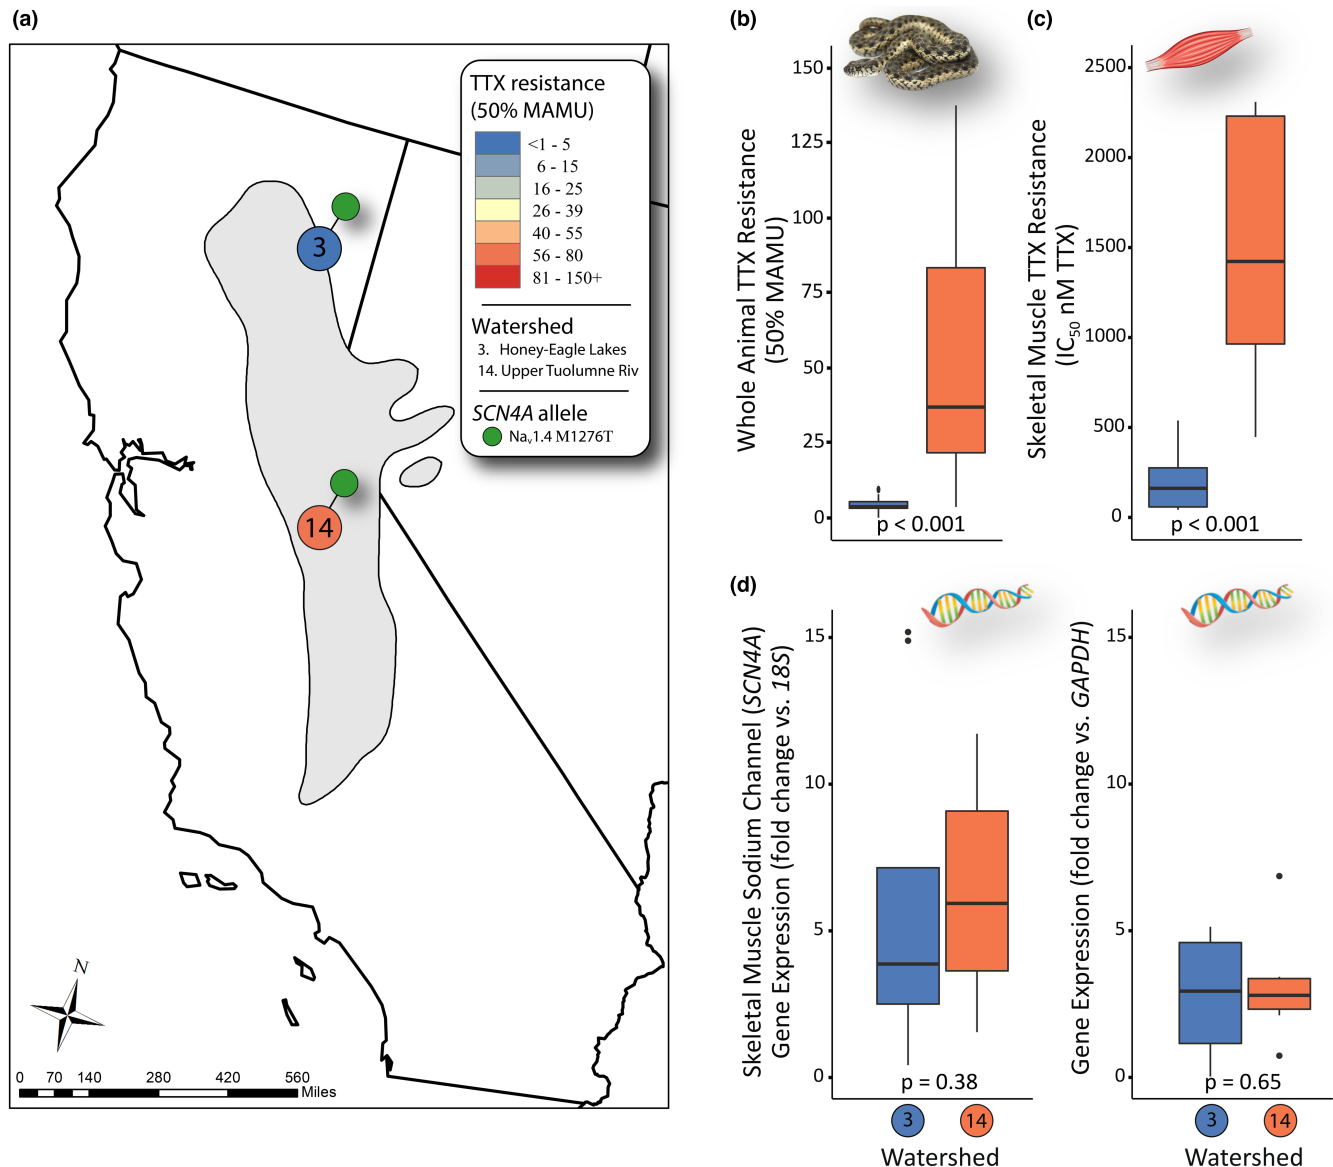 (a)
TTX resistance
(50% MAMU)
<1 - 5
6 - 15
16 - 25
26 - 39
40 - 55
56 - 80
81 - 150+
Watershed
3. Honey-Eagle Lakes
14. Upper Tuolumne Riv
SCN4A allele
Nav1.4 M1276T
3
14
N
0 70 140 280 420 560
Miles
(b)
Whole Animal TTX Resistance
(50% MAMU)
150
125
100
75
50
25
0
p < 0.001
(c)
Skeletal Muscle TTX Resistance
(IC50 nM TTX)
2500
2000
1500
1000
500
0
p < 0.001
(d)
Skeletal Muscle Sodium Channel (SCN4A)
Gene Expression (fold change vs. 18S)
15
10
5
0
p = 0.38
3 14
Watershed
Gene Expression (fold change vs. GAPDH)
15
10
5
0
p = 0.65
3 14
Watershed